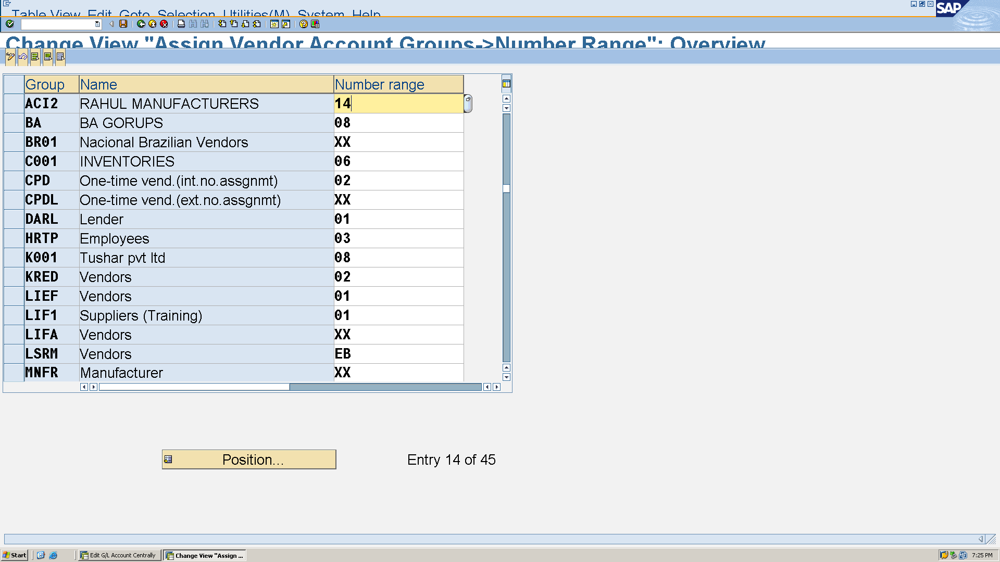 Table View Edit Goto Selection Utilities(M) System Help
SAP
Change View "Assign Vendor Account Groups->Number Range": Overview
Group Name Number range
ACI2 RAHUL MANUFACTURERS 14
BA BA GORUPS 08
BR01 Nacional Brazilian Vendors XX
C001 INVENTORIES 06
CPD One-time vend.(int.no.assgnmt) 02
CPDL One-time vend.(ext.no.assgnmt) XX
DARL Lender 01
HRTP Employees 03
K001 Tushar pvt ltd 08
KRED Vendors 02
LIEF Vendors 01
LIF1 Suppliers (Training) 01
LIFA Vendors XX
LSRM Vendors EB
MNFR Manufacturer XX
Position... Entry 14 of 45
Start Edit G/L Account Centrally Change View "Assign ... 7:25 PM